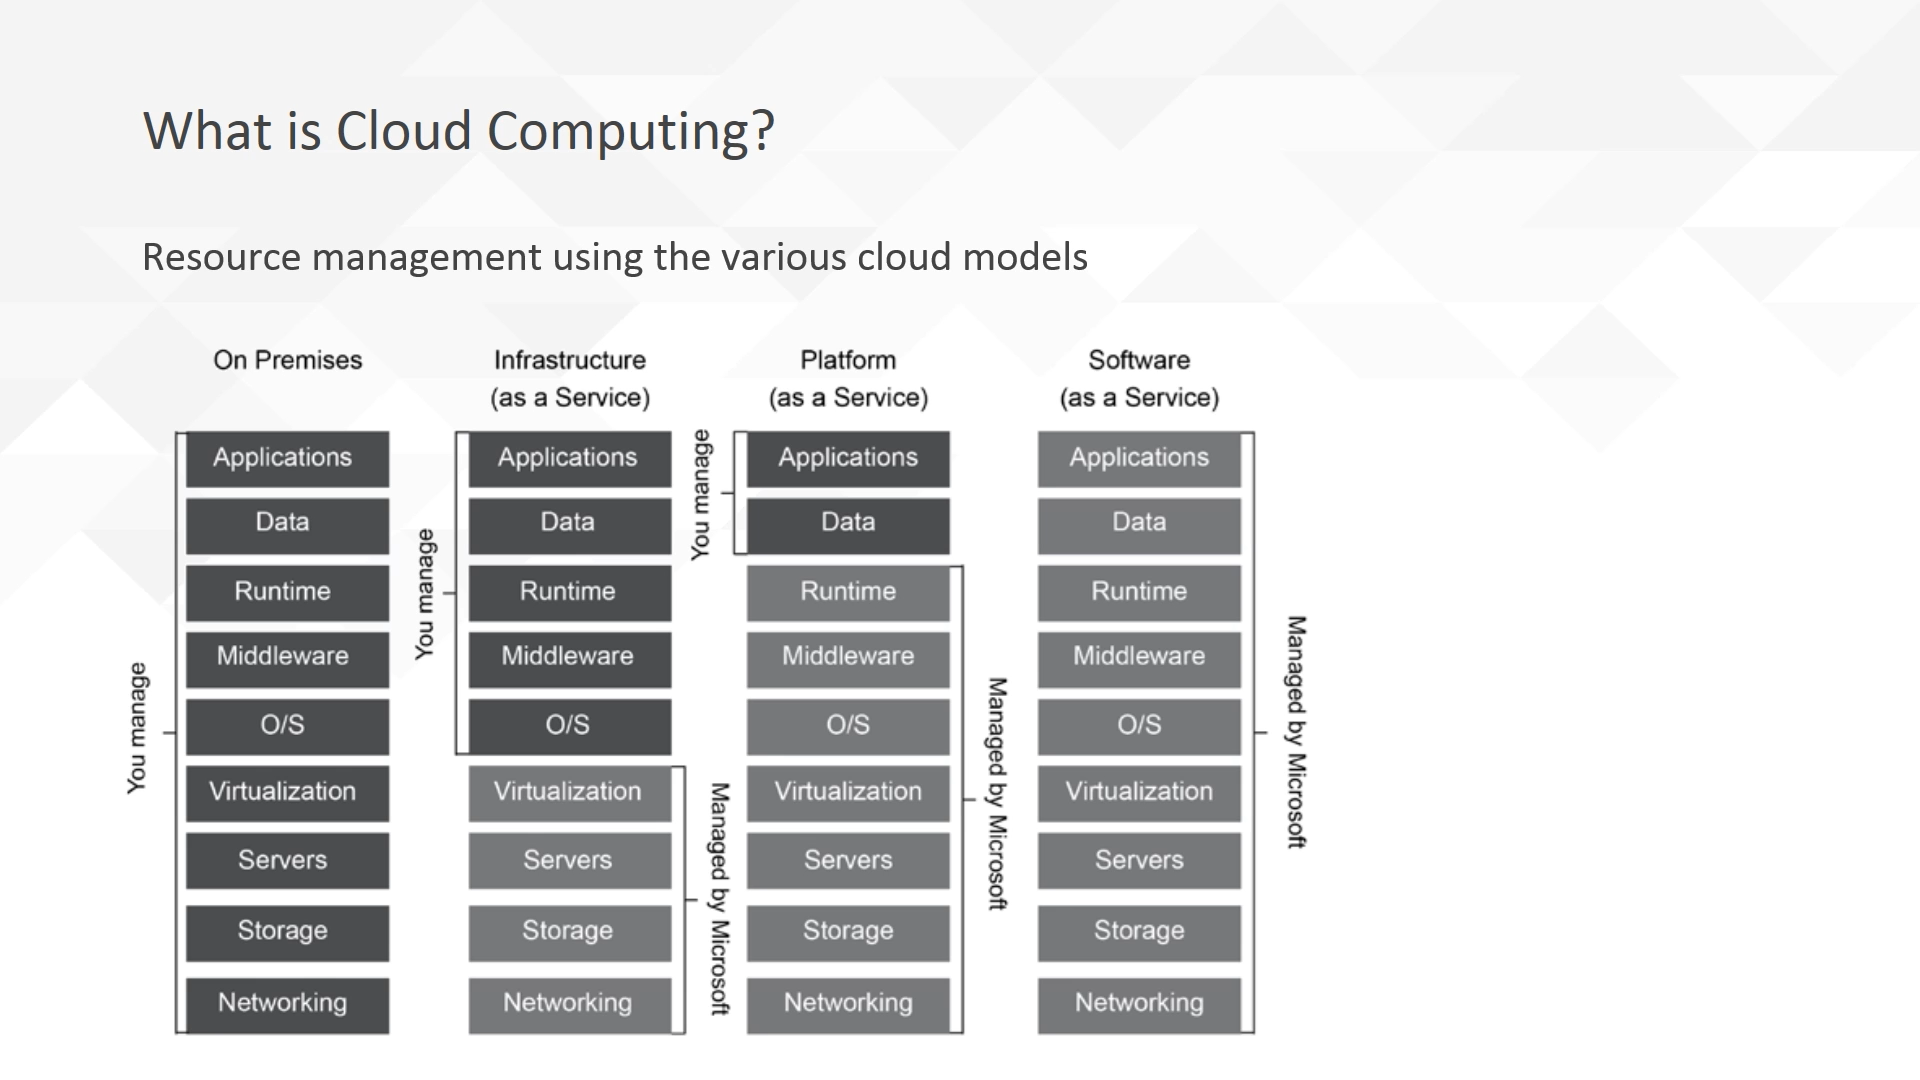 What is Cloud Computing?
Resource management using the various cloud models
On Premises
Applications
Data
Runtime
Middleware
O/S
Virtualization
Servers
Storage
Networking
You manage
Infrastructure
(as a Service)
Applications
Data
Runtime
Middleware
O/S
Virtualization
Servers
Storage
Networking
You manage
Managed by Microsoft
Platform
(as a Service)
Applications
Data
Runtime
Middleware
O/S
Virtualization
Servers
Storage
Networking
You manage
Managed by Microsoft
Software
(as a Service)
Applications
Data
Runtime
Middleware
O/S
Virtualization
Servers
Storage
Networking
Managed by Microsoft